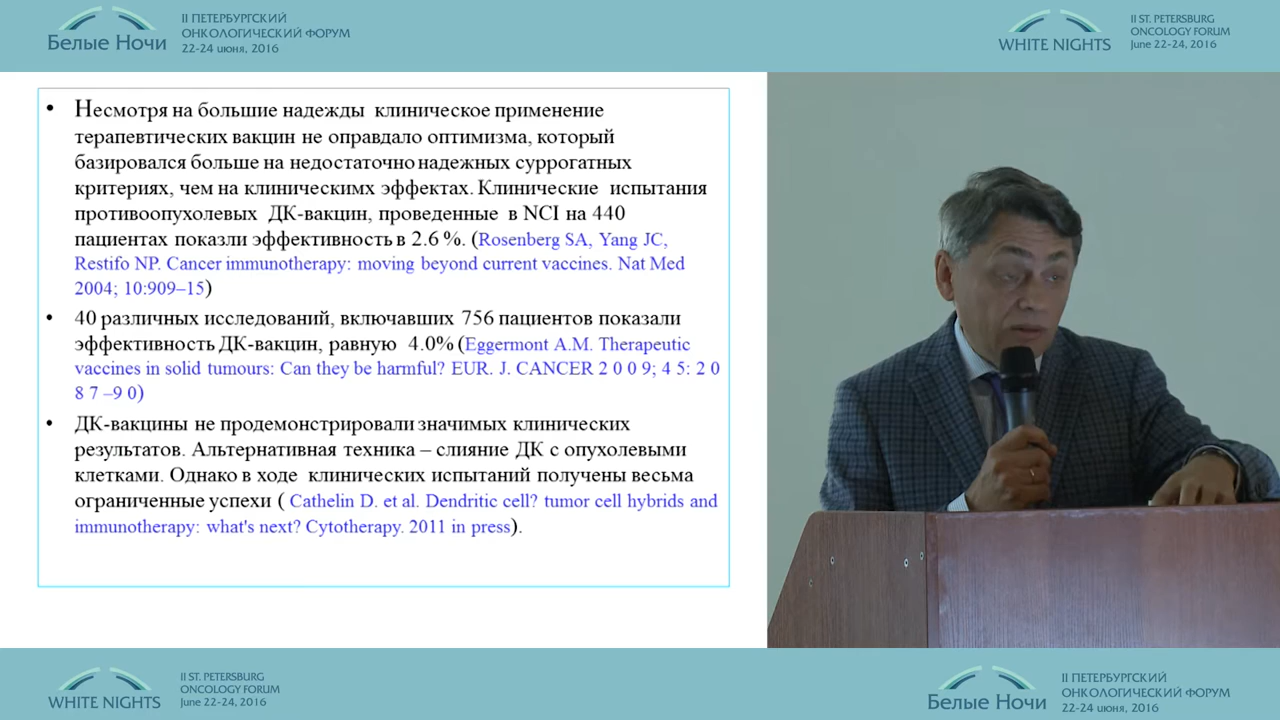 Белые Ночи
II ПЕТЕРБУРГСКИЙ
ОНКОЛОГИЧЕСКИЙ ФОРУМ
22-24 июня, 2016
WHITE NIGHTS
II ST. PETERSBURG
ONCOLOGY FORUM
June 22-24, 2016
• Несмотря на большие надежды клиническое применение
терапевтических вакцин не оправдало оптимизма, который
базировался больше на недостаточно надежных суррогатных
критериях, чем на клиническимх эффектах. Клинические испытания
противоопухолевых ДК-вакцин, проведенные в NCI на 440
пациентах показли эффективность в 2.6 %. (Rosenberg SA, Yang JC,
Restifo NP. Cancer immunotherapy: moving beyond current vaccines. Nat Med
2004; 10:909–15)
• 40 различных исследований, включавших 756 пациентов показали
эффективность ДК-вакцин, равную 4.0% (Eggermont A.M. Therapeutic
vaccines in solid tumours: Can they be harmful? EUR. J. CANCER 2 0 0 9; 4 5: 2 0
8 7 –9 0)
• ДК-вакцины не продемонстрировали значимых клинических
результатов. Альтернативная техника – слияние ДК с опухолевыми
клетками. Однако в ходе клинических испытаний получены весьма
ограниченные успехи ( Cathelin D. et al. Dendritic cell? tumor cell hybrids and
immunotherapy: what's next? Cytotherapy. 2011 in press).
WHITE NIGHTS
II ST. PETERSBURG
ONCOLOGY FORUM
June 22-24, 2016
Белые Ночи
II ПЕТЕРБУРГСКИЙ
ОНКОЛОГИЧЕСКИЙ ФОРУМ
22-24 июня, 2016